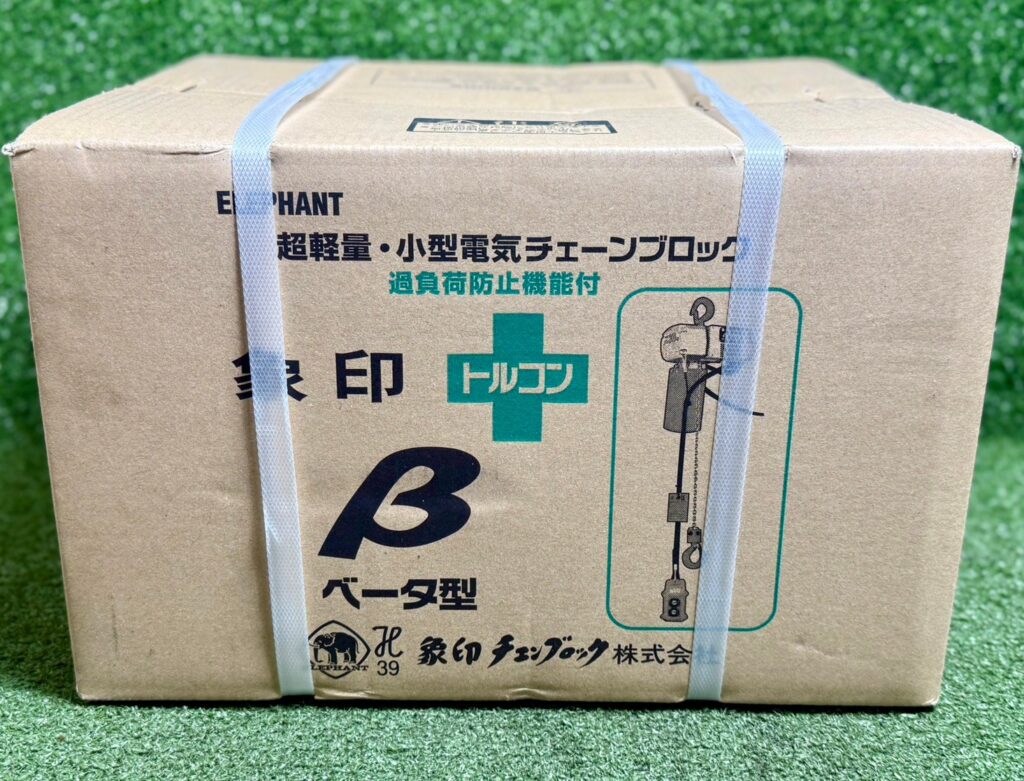 ELEPHANT
超軽量・小型電気チェーンブロック
過負荷防止機能付
象印
トルコン
β
ベータ型
ELEPHANT
H
39
象印 チェンブロック 株式会社